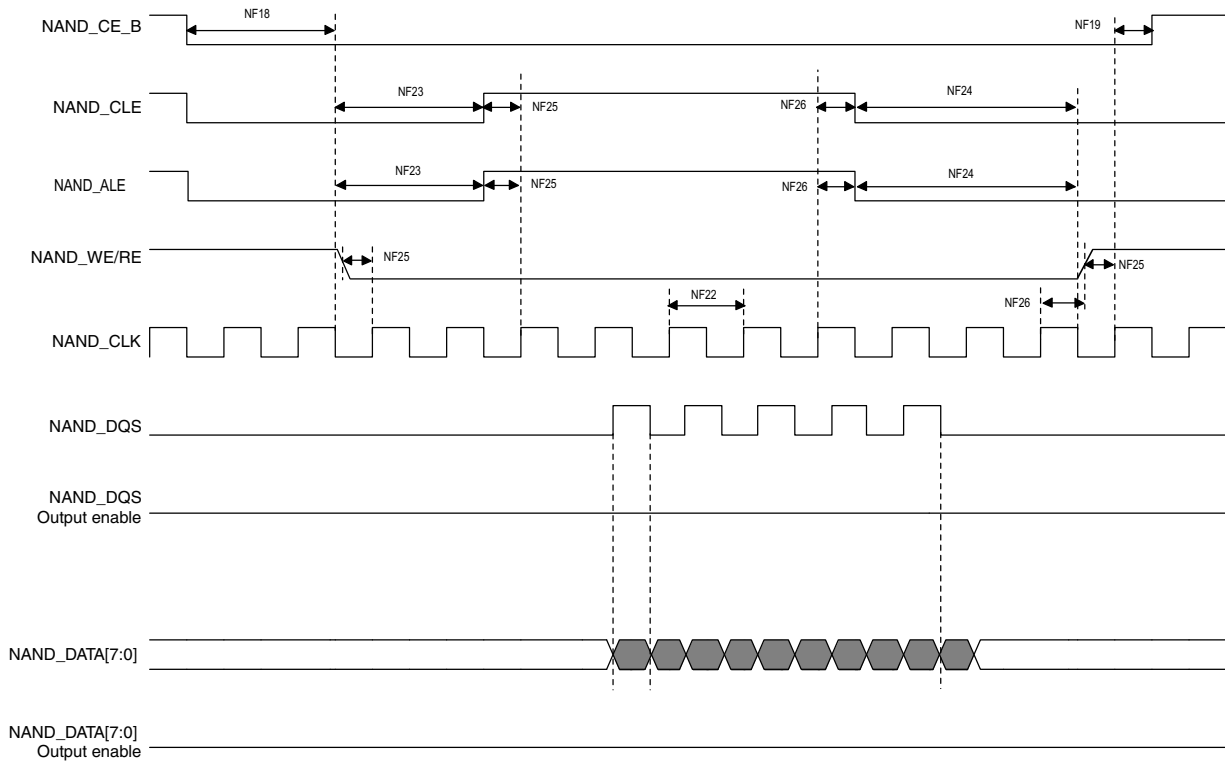 NAND_CE_B
NF18
NF19
NAND_CLE
NF23
NF25
NF26
NF24
NAND_ALE
NF23
NF25
NF26
NF24
NAND_WE/RE
NF25
NF25
NF22
NF26
NAND_CLK
NAND_DQS
NAND_DQS
Output enable
NAND_DATA[7:0]
NAND_DATA[7:0]
Output enable